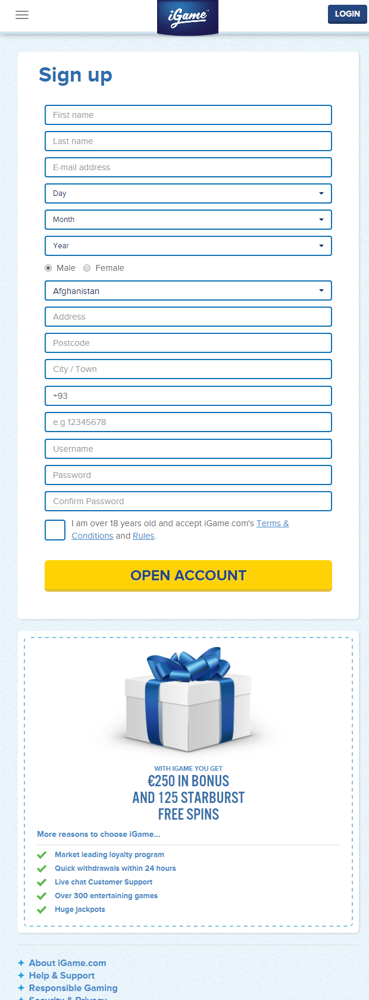 iGame
LOGIN
Sign up
First name
Last name
E-mail address
Day
Month
Year
Male Female
Afghanistan
Address
Postcode
City / Town
+93
e.g 12345678
Username
Password
Confirm Password
I am over 18 years old and accept iGame.com's Terms &
Conditions and Rules.
OPEN ACCOUNT
WITH IGAME YOU GET
€250 IN BONUS
AND 125 STARBURST
FREE SPINS
More reasons to choose iGame...
Market leading loyalty program
Quick withdrawals within 24 hours
Live chat Customer Support
Over 300 entertaining games
Huge jackpots
About iGame.com
Help & Support
Responsible Gaming
Security & Privacy